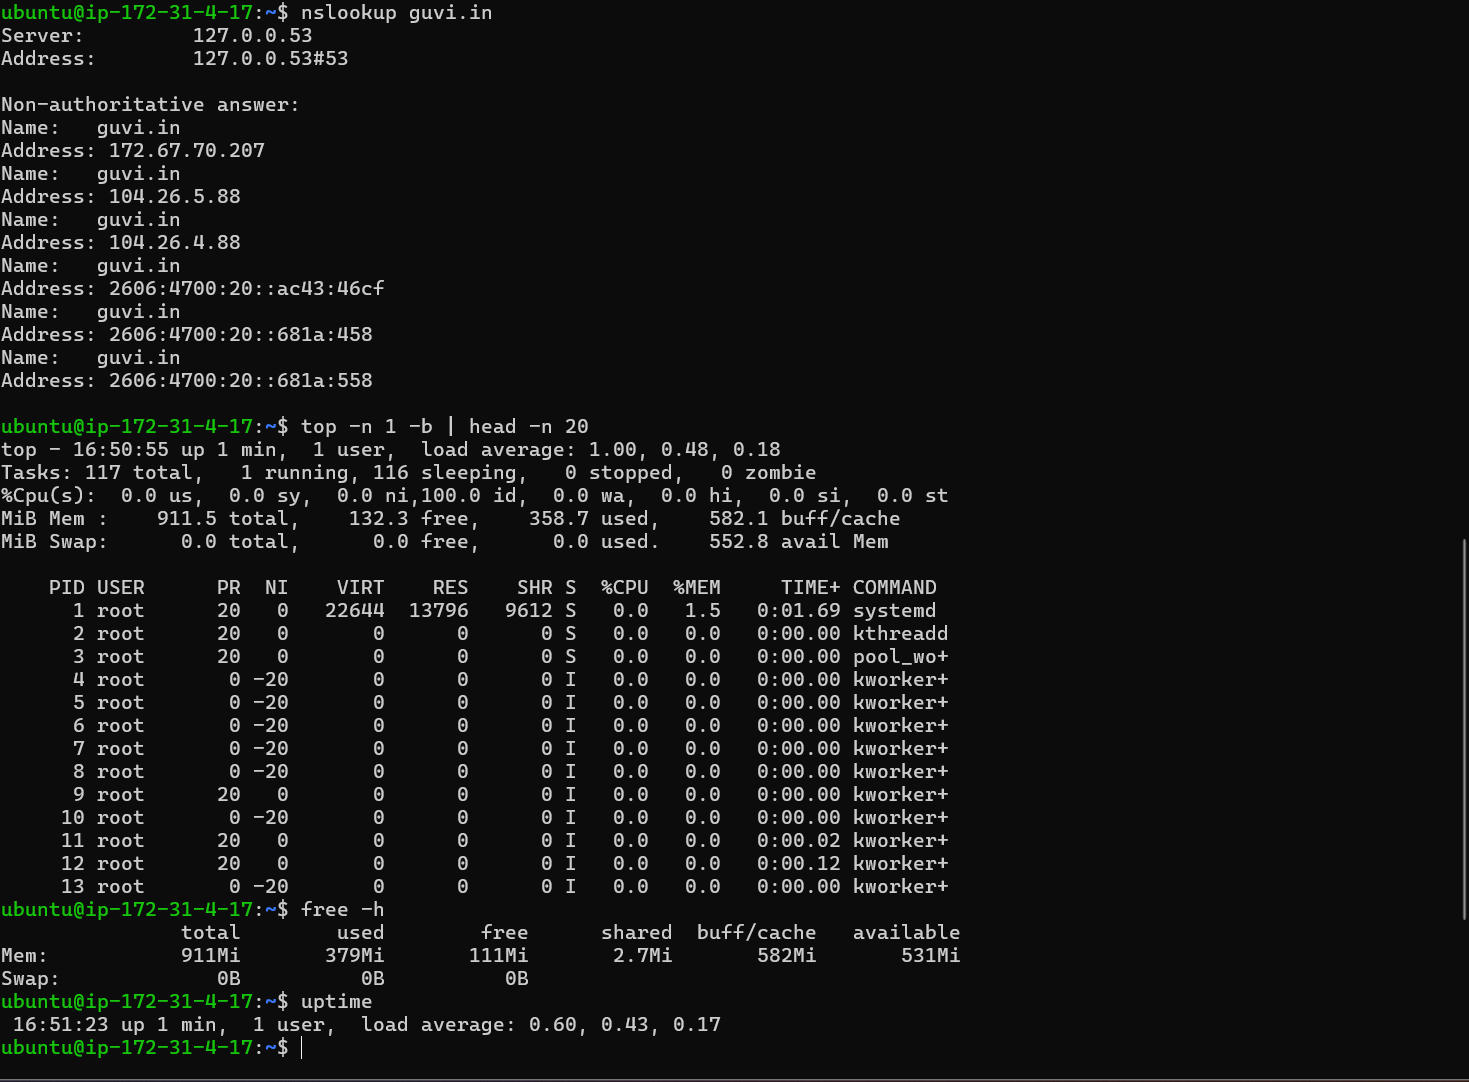 ubuntu@ip-172-31-4-17:~$ nslookup guvi.in
Server:         127.0.0.53
Address:        127.0.0.53#53

Non-authoritative answer:
Name:   guvi.in
Address: 172.67.70.207
Name:   guvi.in
Address: 104.26.5.88
Name:   guvi.in
Address: 104.26.4.88
Name:   guvi.in
Address: 2606:4700:20::ac43:46cf
Name:   guvi.in
Address: 2606:4700:20::681a:458
Name:   guvi.in
Address: 2606:4700:20::681a:558

ubuntu@ip-172-31-4-17:~$ top -n 1 -b | head -n 20
top - 16:50:55 up 1 min,  1 user,  load average: 1.00, 0.48, 0.18
Tasks: 117 total,   1 running, 116 sleeping,   0 stopped,   0 zombie
%Cpu(s):  0.0 us,  0.0 sy,  0.0 ni,100.0 id,  0.0 wa,  0.0 hi,  0.0 si,  0.0 st
MiB Mem :    911.5 total,    132.3 free,    358.7 used,    582.1 buff/cache
MiB Swap:      0.0 total,      0.0 free,      0.0 used.    552.8 avail Mem

    PID USER      PR  NI    VIRT    RES    SHR S  %CPU  %MEM     TIME+ COMMAND
      1 root      20   0   22644  13796   9612 S   0.0   1.5   0:01.69 systemd
      2 root      20   0       0      0      0 S   0.0   0.0   0:00.00 kthreadd
      3 root      20   0       0      0      0 S   0.0   0.0   0:00.00 pool_wo+
      4 root       0 -20       0      0      0 I   0.0   0.0   0:00.00 kworker+
      5 root       0 -20       0      0      0 I   0.0   0.0   0:00.00 kworker+
      6 root       0 -20       0      0      0 I   0.0   0.0   0:00.00 kworker+
      7 root       0 -20       0      0      0 I   0.0   0.0   0:00.00 kworker+
      8 root       0 -20       0      0      0 I   0.0   0.0   0:00.00 kworker+
      9 root      20   0       0      0      0 I   0.0   0.0   0:00.00 kworker+
     10 root       0 -20       0      0      0 I   0.0   0.0   0:00.00 kworker+
     11 root      20   0       0      0      0 I   0.0   0.0   0:00.02 kworker+
     12 root      20   0       0      0      0 I   0.0   0.0   0:00.12 kworker+
     13 root       0 -20       0      0      0 I   0.0   0.0   0:00.00 kworker+
ubuntu@ip-172-31-4-17:~$ free -h
               total        used        free      shared  buff/cache   available
Mem:           911Mi       379Mi       111Mi       2.7Mi       582Mi       531Mi
Swap:             0B          0B          0B
ubuntu@ip-172-31-4-17:~$ uptime
 16:51:23 up 1 min,  1 user,  load average: 0.60, 0.43, 0.17
ubuntu@ip-172-31-4-17:~$